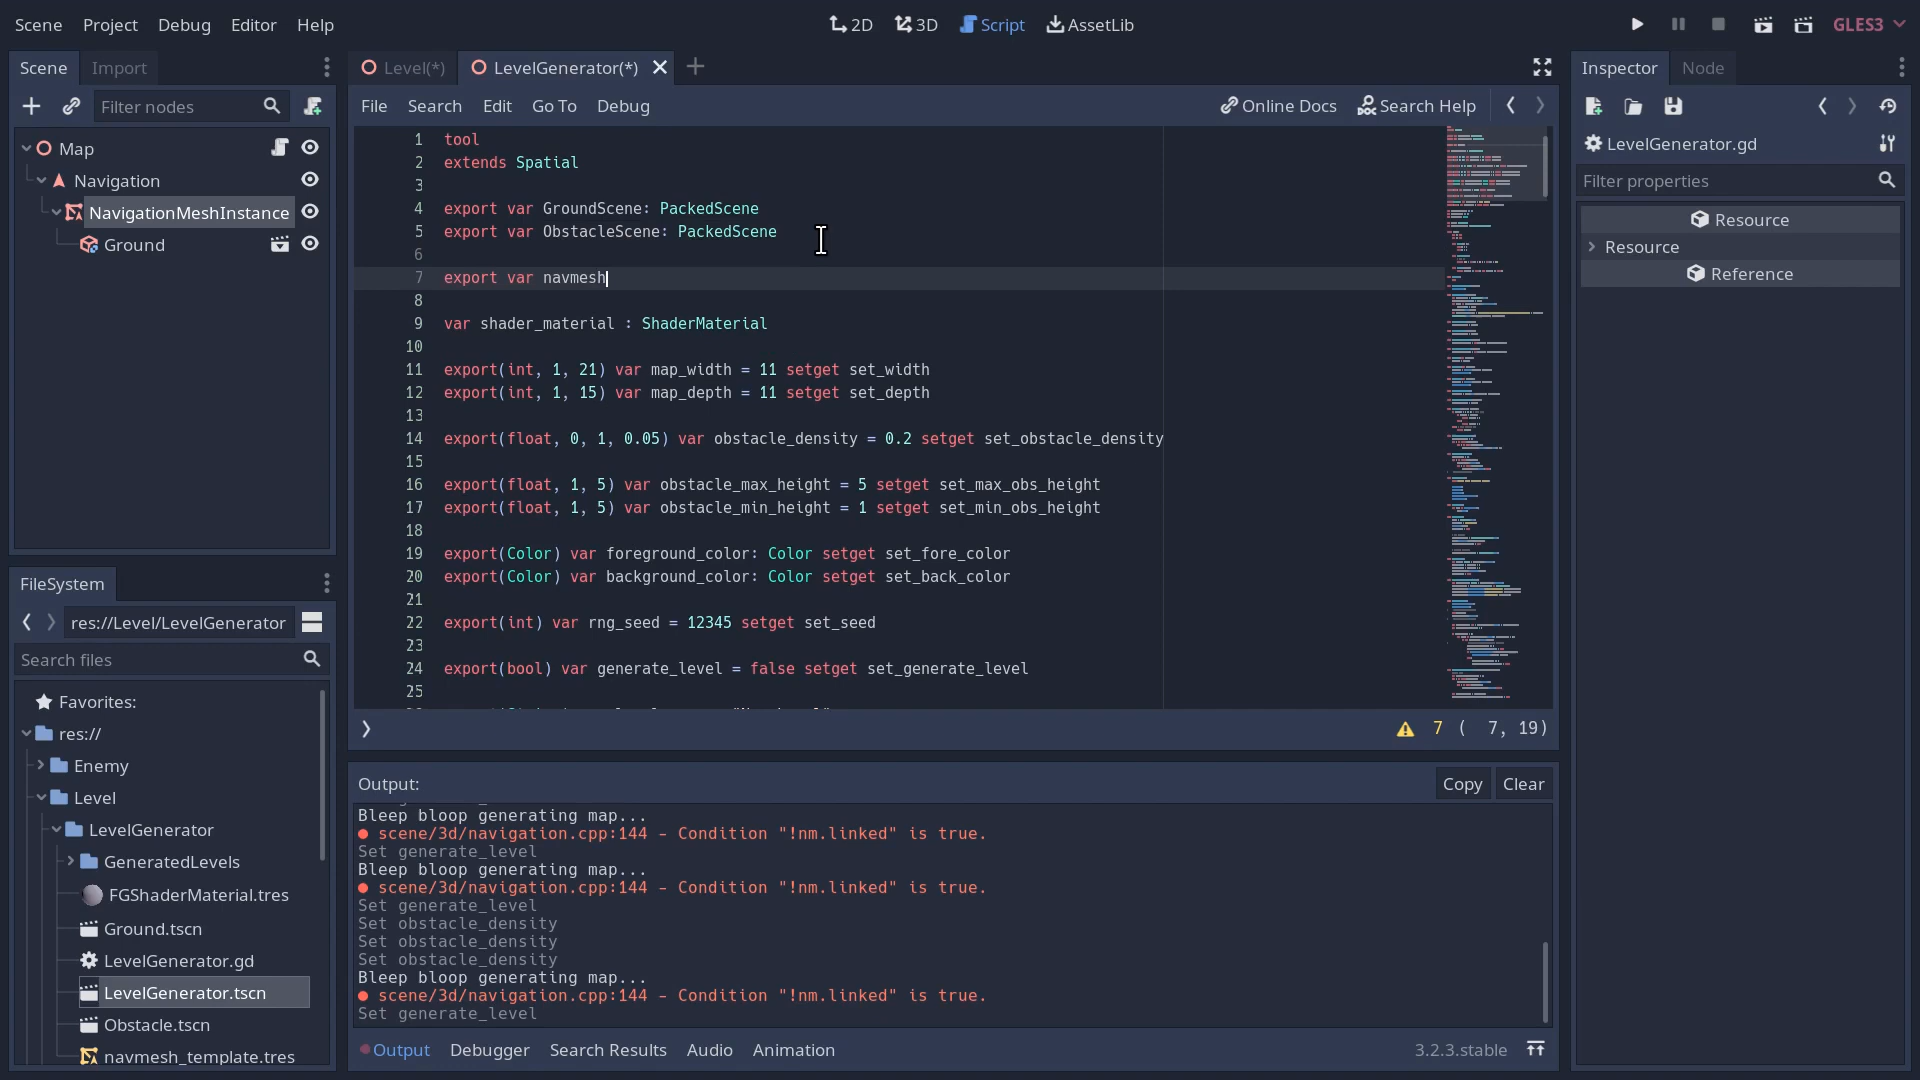 Scene Project Debug Editor Help
2D 3D Script AssetLib
GLES3
Scene Import
Filter nodes
Map
Navigation
NavigationMeshInstance
Ground
FileSystem
res://Level/LevelGenerator
Search files
Favorites:
res://
Enemy
Level
LevelGenerator
GeneratedLevels
FGShaderMaterial.tres
Ground.tscn
LevelGenerator.gd
LevelGenerator.tscn
Obstacle.tscn
navmesh_template.tres
Level(*) LevelGenerator(*)
File Search Edit Go To Debug
Online Docs Search Help
1 tool
2 extends Spatial
3
4 export var GroundScene: PackedScene
5 export var ObstacleScene: PackedScene
6
7 export var navmesh
8
9 var shader_material : ShaderMaterial
10
11 export(int, 1, 21) var map_width = 11 setget set_width
12 export(int, 1, 15) var map_depth = 11 setget set_depth
13
14 export(float, 0, 1, 0.05) var obstacle_density = 0.2 setget set_obstacle_density
15
16 export(float, 1, 5) var obstacle_max_height = 5 setget set_max_obs_height
17 export(float, 1, 5) var obstacle_min_height = 1 setget set_min_obs_height
18
19 export(Color) var foreground_color: Color setget set_fore_color
20 export(Color) var background_color: Color setget set_back_color
21
22 export(int) var rng_seed = 12345 setget set_seed
23
24 export(bool) var generate_level = false setget set_generate_level
25
7 ( 7, 19)
Output:
Copy Clear
Bleep bloop generating map...
scene/3d/navigation.cpp:144 - Condition "!nm.linked" is true.
Set generate_level
Bleep bloop generating map...
scene/3d/navigation.cpp:144 - Condition "!nm.linked" is true.
Set generate_level
Set obstacle_density
Set obstacle_density
Set obstacle_density
Bleep bloop generating map...
scene/3d/navigation.cpp:144 - Condition "!nm.linked" is true.
Set generate_level
Output Debugger Search Results Audio Animation
3.2.3.stable
Inspector Node
LevelGenerator.gd
Filter properties
Resource
Resource
Reference